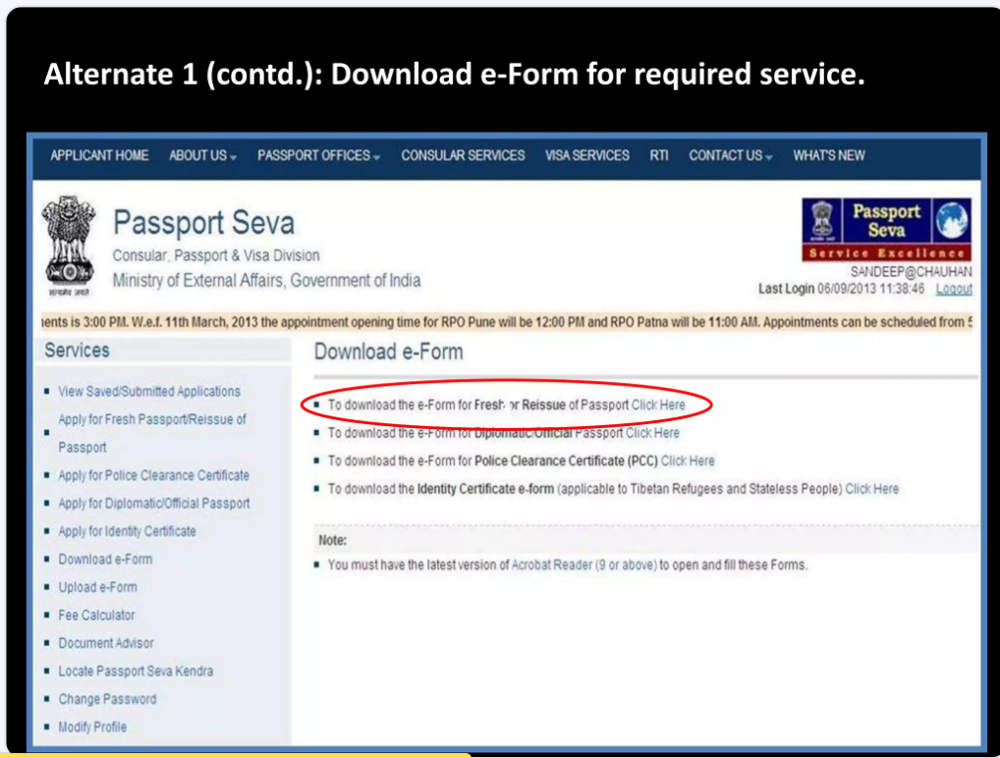 Alternate 1 (contd.): Download e-Form for required service.
APPLICANT HOME ABOUT US PASSPORT OFFICES CONSULAR SERVICES VISA SERVICES RTI CONTACT US WHAT'S NEW
Passport Seva
Consular, Passport & Visa Division
Ministry of External Affairs, Government of India
सत्यमेव जयते
Passport
Seva
Service Excellence
SANDEEP@CHAUHAN
Last Login 06/09/2013 11:38:46 Logout
ents is 3:00 PM. W.e.f. 11th March, 2013 the appointment opening time for RPO Pune will be 12:00 PM and RPO Patna will be 11:00 AM. Appointments can be scheduled from 5
Services
View Saved/Submitted Applications
Apply for Fresh Passport/Reissue of
Passport
Apply for Police Clearance Certificate
Apply for Diplomatic/Official Passport
Apply for Identity Certificate
Download e-Form
Upload e-Form
Fee Calculator
Document Advisor
Locate Passport Seva Kendra
Change Password
Modify Profile
Download e-Form
To download the e-Form for Fresh or Reissue of Passport Click Here
To download the e-Form for Diplomatic/Official Passport Click Here
To download the e-Form for Police Clearance Certificate (PCC) Click Here
To download the Identity Certificate e-form (applicable to Tibetan Refugees and Stateless People) Click Here
Note:
You must have the latest version of Acrobat Reader (9 or above) to open and fill these Forms.